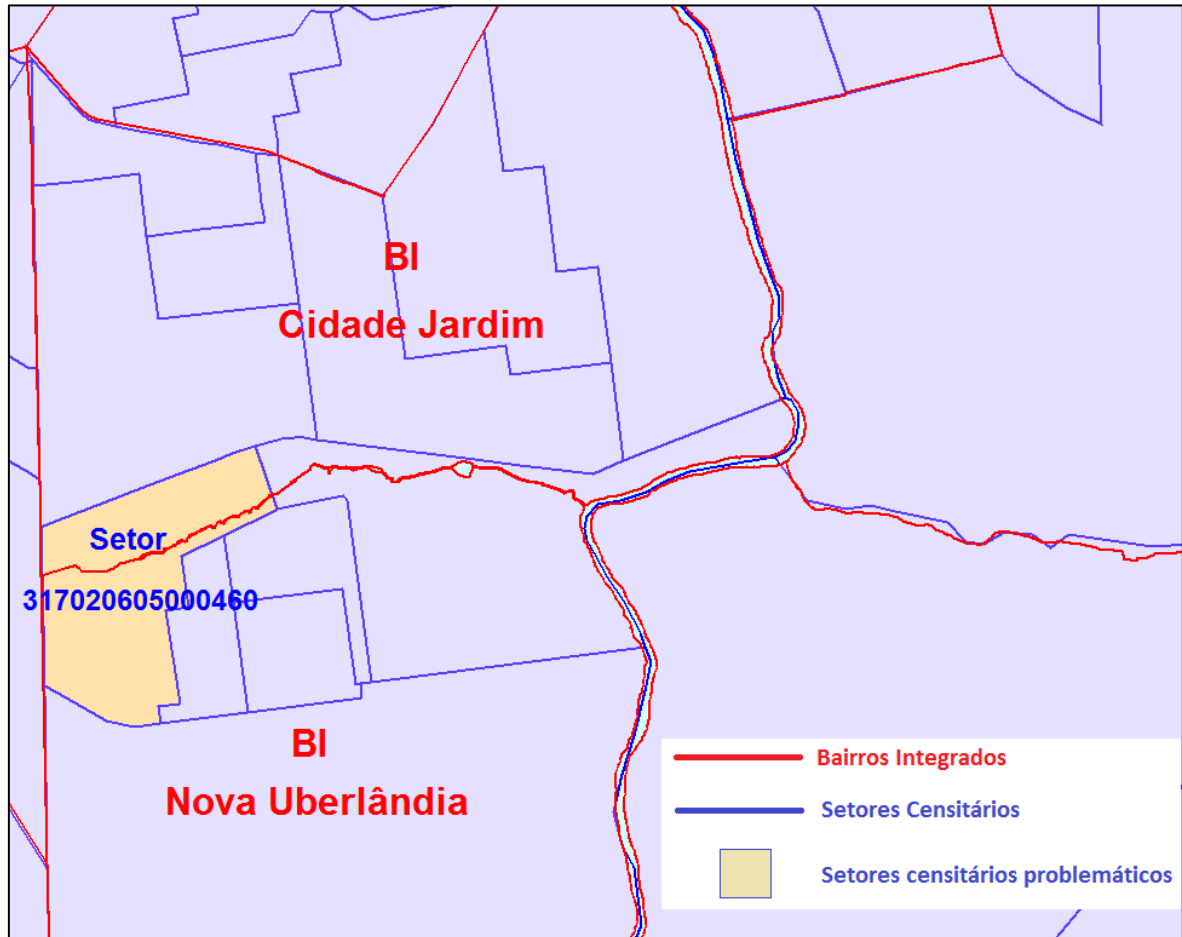 BI
Cidade Jardim
Setor
317020605000460
BI
Nova Uberlândia
Bairros Integrados
Setores Censitários
Setores censitários problemáticos